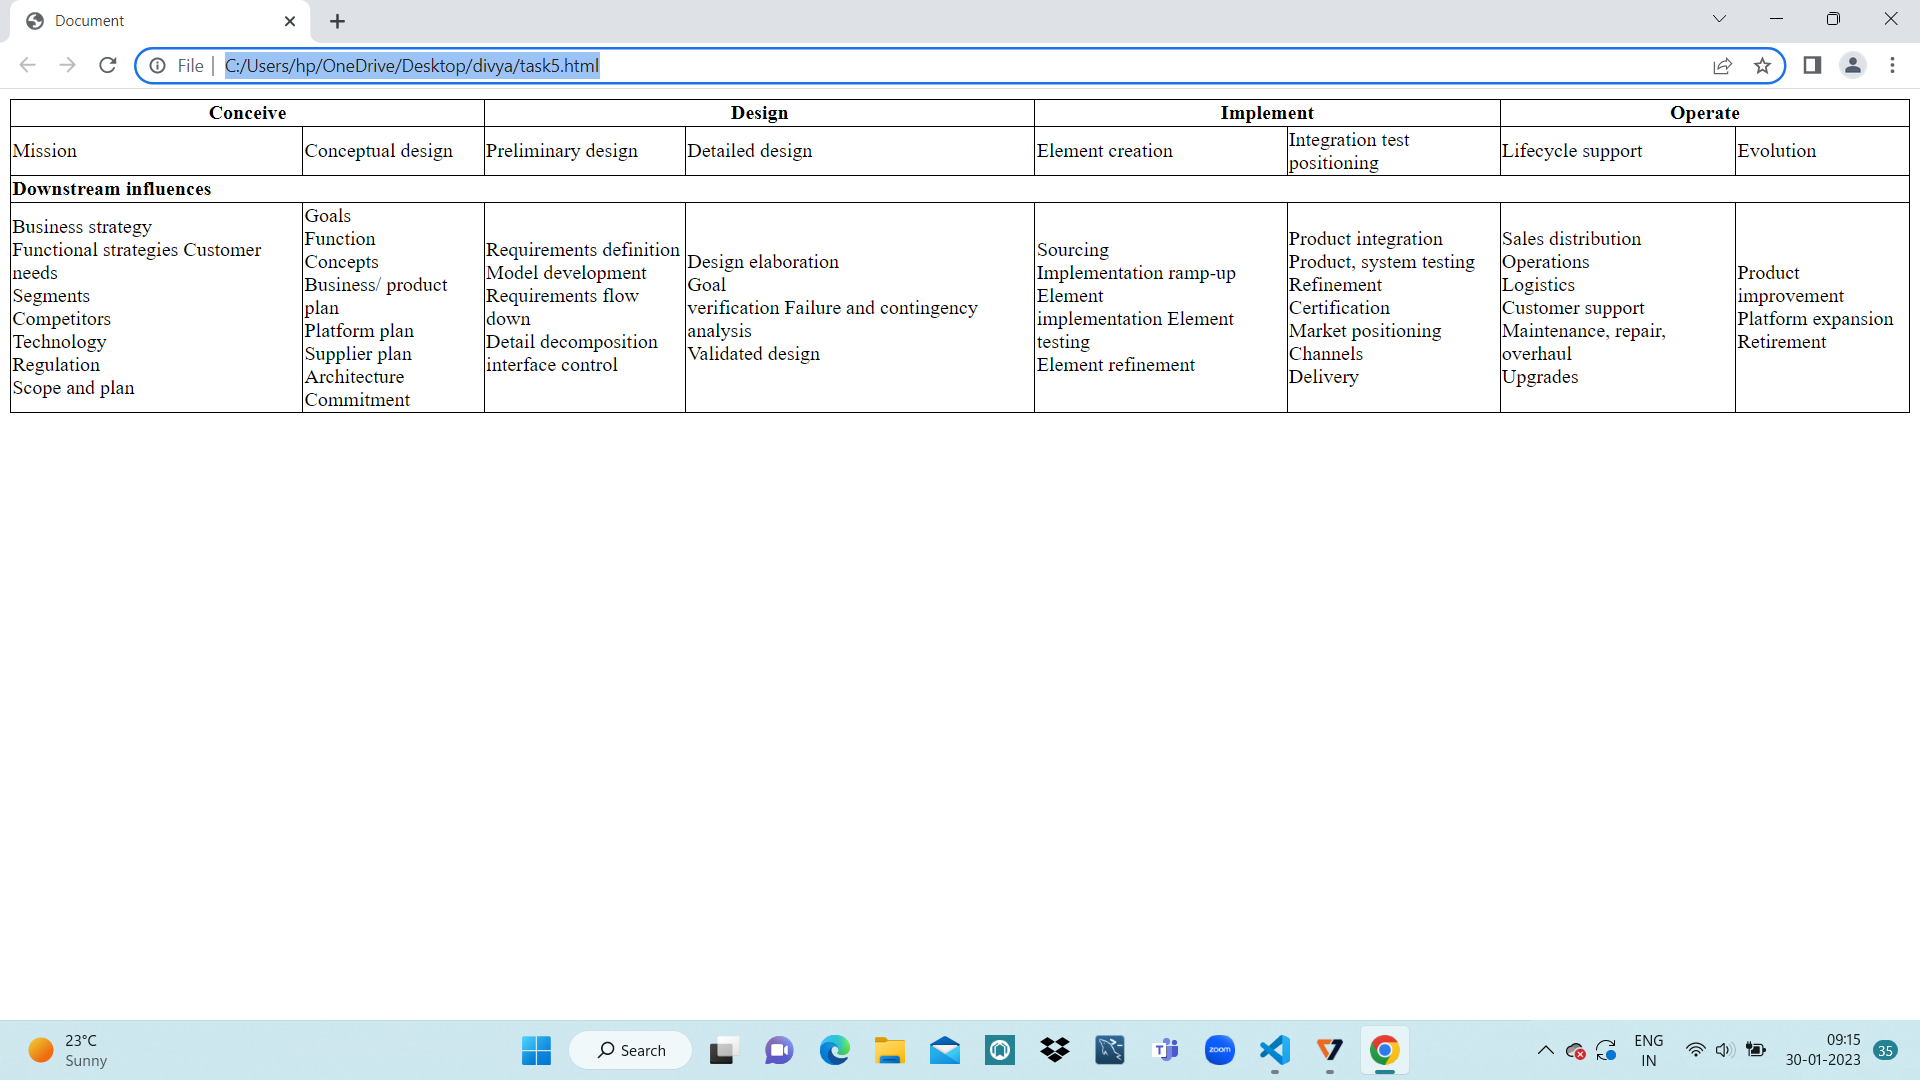 Document
File
C:/Users/hp/OneDrive/Desktop/divya/task5.html
Conceive
Design
Implement
Operate
Mission
Conceptual design
Preliminary design
Detailed design
Element creation
Integration test
positioning
Lifecycle support
Evolution
Downstream influences
Business strategy
Functional strategies Customer
needs
Segments
Competitors
Technology
Regulation
Scope and plan
Goals
Function
Concepts
Business/ product
plan
Platform plan
Supplier plan
Architecture
Commitment
Requirements definition
Model development
Requirements flow
down
Detail decomposition
interface control
Design elaboration
Goal
verification Failure and contingency
analysis
Validated design
Sourcing
Implementation ramp-up
Element
implementation Element
testing
Element refinement
Product integration
Product, system testing
Refinement
Certification
Market positioning
Channels
Delivery
Sales distribution
Operations
Logistics
Customer support
Maintenance, repair,
overhaul
Upgrades
Product
improvement
Platform expansion
Retirement
23°C
Sunny
Search
zoom
ENG
IN
09:15
30-01-2023
35